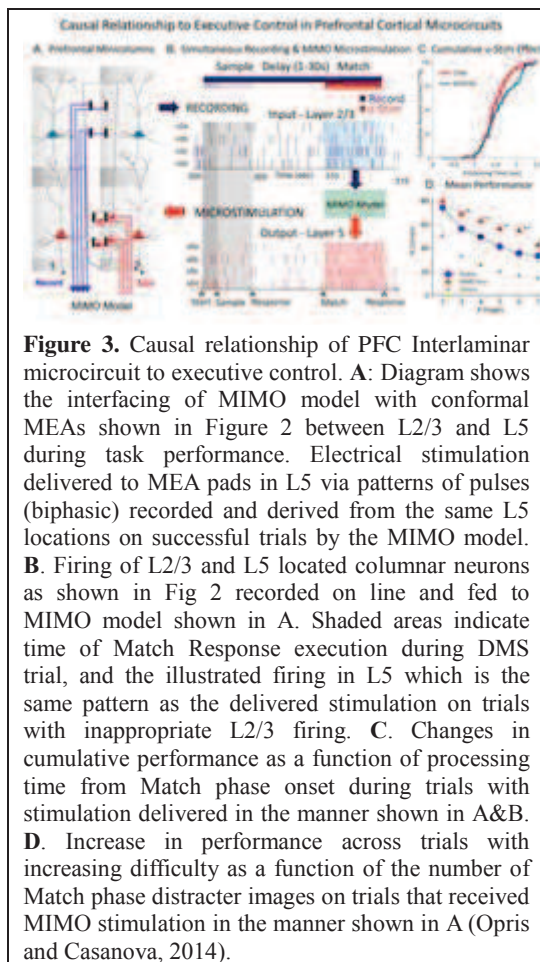 Causal Relationship to Executive Control in Prefrontal Cortical Microcircuits
A. Prefrontal Minicolumns B. Simultaneous Recording & MIMO Microstimulation C. Cumulative Effect
Sample Delay (1-30s) Match
Record
RECORDING
Input - Layer 2/3
Time (sec)
MIMO Model
D. Mean Performance
MICROSTIMULATION
Output - Layer 5
MIMO Model
Start Sample Response Match Response
Figure 3. Causal relationship of PFC Interlaminar
microcircuit to executive control. A: Diagram shows
the interfacing of MIMO model with conformal
MEAs shown in Figure 2 between L2/3 and L5
during task performance. Electrical stimulation
delivered to MEA pads in L5 via patterns of pulses
(biphasic) recorded and derived from the same L5
locations on successful trials by the MIMO model.
B. Firing of L2/3 and L5 located columnar neurons
as shown in Fig 2 recorded on line and fed to
MIMO model shown in A. Shaded areas indicate
time of Match Response execution during DMS
trial, and the illustrated firing in L5 which is the
same pattern as the delivered stimulation on trials
with inappropriate L2/3 firing. C. Changes in
cumulative performance as a function of processing
time from Match phase onset during trials with
stimulation delivered in the manner shown in A&B.
D. Increase in performance across trials with
increasing difficulty as a function of the number of
Match phase distracter images on trials that received
MIMO stimulation in the manner shown in A (Opris
and Casanova, 2014).